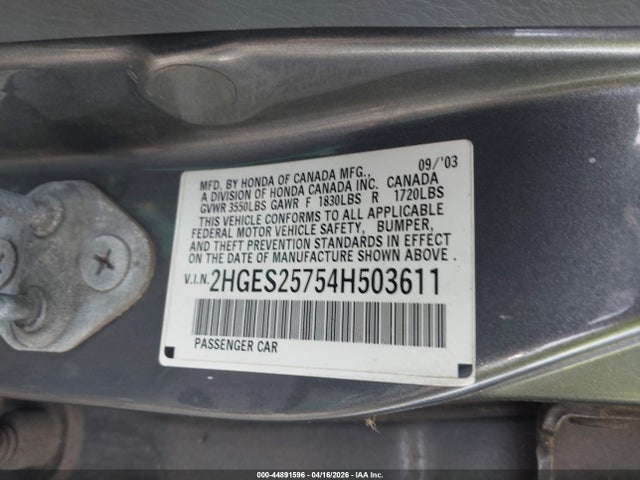 09/'03
MFD. BY HONDA OF CANADA MFG.,
A DIVISION OF HONDA CANADA INC. CANADA
GVWR 3550LBS GAWR F 1830LBS R 1720LBS
THIS VEHICLE CONFORMS TO ALL APPLICABLE
FEDERAL MOTOR VEHICLE SAFETY, BUMPER,
AND THEFT PREVENTION STANDARDS IN EFFECT
ON THE DATE OF MANUFACTURE SHOWN ABOVE.
V.I.N. 2HGES25754H503611
PASSENGER CAR
000-44891596 - 04/16/2026 - IAA Inc.